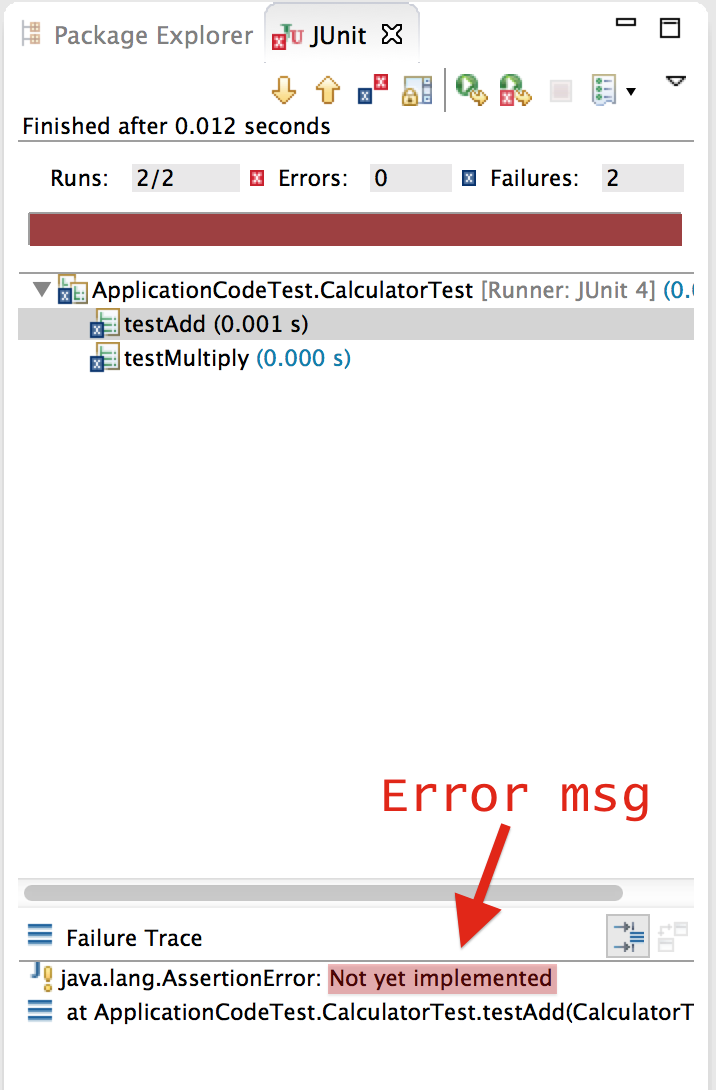 Package Explorer JUnit
Finished after 0.012 seconds
Runs: 2/2 Errors: 0 Failures: 2
ApplicationCodeTest.CalculatorTest [Runner: JUnit 4] (0.0
testAdd (0.001 s)
testMultiply (0.000 s)
Error msg
Failure Trace
java.lang.AssertionError: Not yet implemented
at ApplicationCodeTest.CalculatorTest.testAdd(CalculatorT